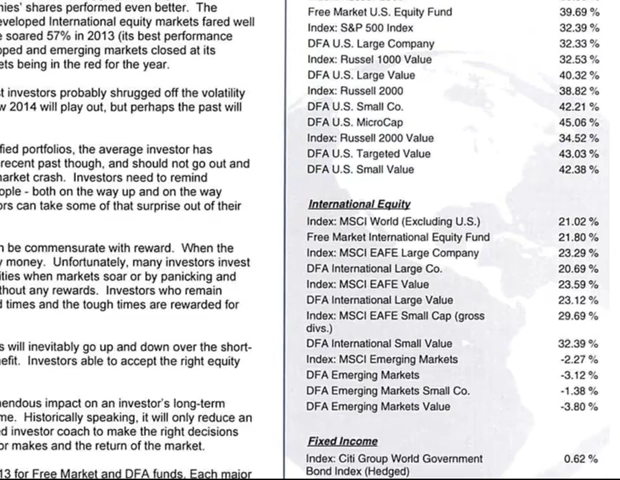 nies' shares performed even better. The
eveloped International equity markets fared well
e soared 57% in 2013 (its best performance
oped and emerging markets closed at its
ets being in the red for the year.
t investors probably shrugged off the volatility
w 2014 will play out, but perhaps the past will
fied portfolios, the average investor has
recent past though, and should not go out and
market crash. Investors need to remind
ople - both on the way up and on the way
ors can take some of that surprise out of their
n be commensurate with reward. When the
y money. Unfortunately, many investors invest
ities when markets soar or by panicking and
thout any rewards. Investors who remain
d times and the tough times are rewarded for
s will inevitably go up and down over the short-
efit. Investors able to accept the right equity
mendous impact on an investor's long-term
me. Historically speaking, it will only reduce an
d investor coach to make the right decisions
or makes and the return of the market.
13 for Free Market and DFA funds. Each major
Free Market U.S. Equity Fund 39.69 %
Index: S&P 500 Index 32.39 %
DFA U.S. Large Company 32.33 %
Index: Russel 1000 Value 32.53 %
DFA U.S. Large Value 40.32 %
Index: Russell 2000 38.82 %
DFA U.S. Small Co. 42.21 %
DFA U.S. MicroCap 45.06 %
Index: Russell 2000 Value 34.52 %
DFA U.S. Targeted Value 43.03 %
DFA U.S. Small Value 42.38 %
International Equity
Index: MSCI World (Excluding U.S.) 21.02 %
Free Market International Equity Fund 21.80 %
Index: MSCI EAFE Large Company 23.29 %
DFA International Large Co. 20.69 %
Index: MSCI EAFE Value 23.59 %
DFA International Large Value 23.12 %
Index: MSCI EAFE Small Cap (gross 29.69 %
divs.)
DFA International Small Value 32.39 %
Index: MSCI Emerging Markets -2.27 %
DFA Emerging Markets -3.12 %
DFA Emerging Markets Small Co. -1.38 %
DFA Emerging Markets Value -3.80 %
Fixed Income
Index: Citi Group World Government 0.62 %
Bond Index (Hedged)